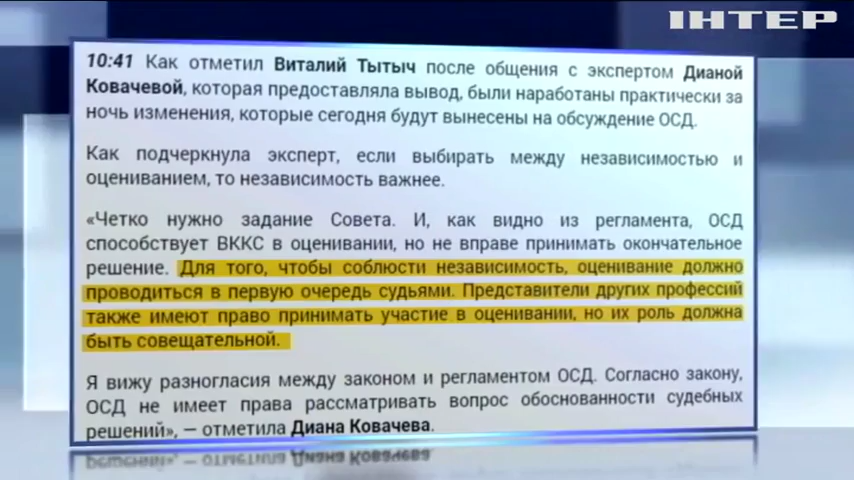 ІНТЕР
10:41 Как отметил Виталий Тытыч после общения с экспертом Дианой
Ковачевой, которая предоставляла вывод, были наработаны практически за
ночь изменения, которые сегодня будут вынесены на обсуждение ОСД.
Как подчеркнула эксперт, если выбирать между независимостью и
оцениванием, то независимость важнее.
«Четко нужно задание Совета. И, как видно из регламента, ОСД
способствует ВККС в оценивании, но не вправе принимать окончательное
решение. Для того, чтобы соблюсти независимость, оценивание должно
проводиться в первую очередь судьями. Представители других профессий
также имеют право принимать участие в оценивании, но их роль должна
быть совещательной.
Я вижу разногласия между законом и регламентом ОСД. Согласно закону,
ОСД не имеет права рассматривать вопрос обоснованности судебных
решений», — отметила Диана Ковачева.